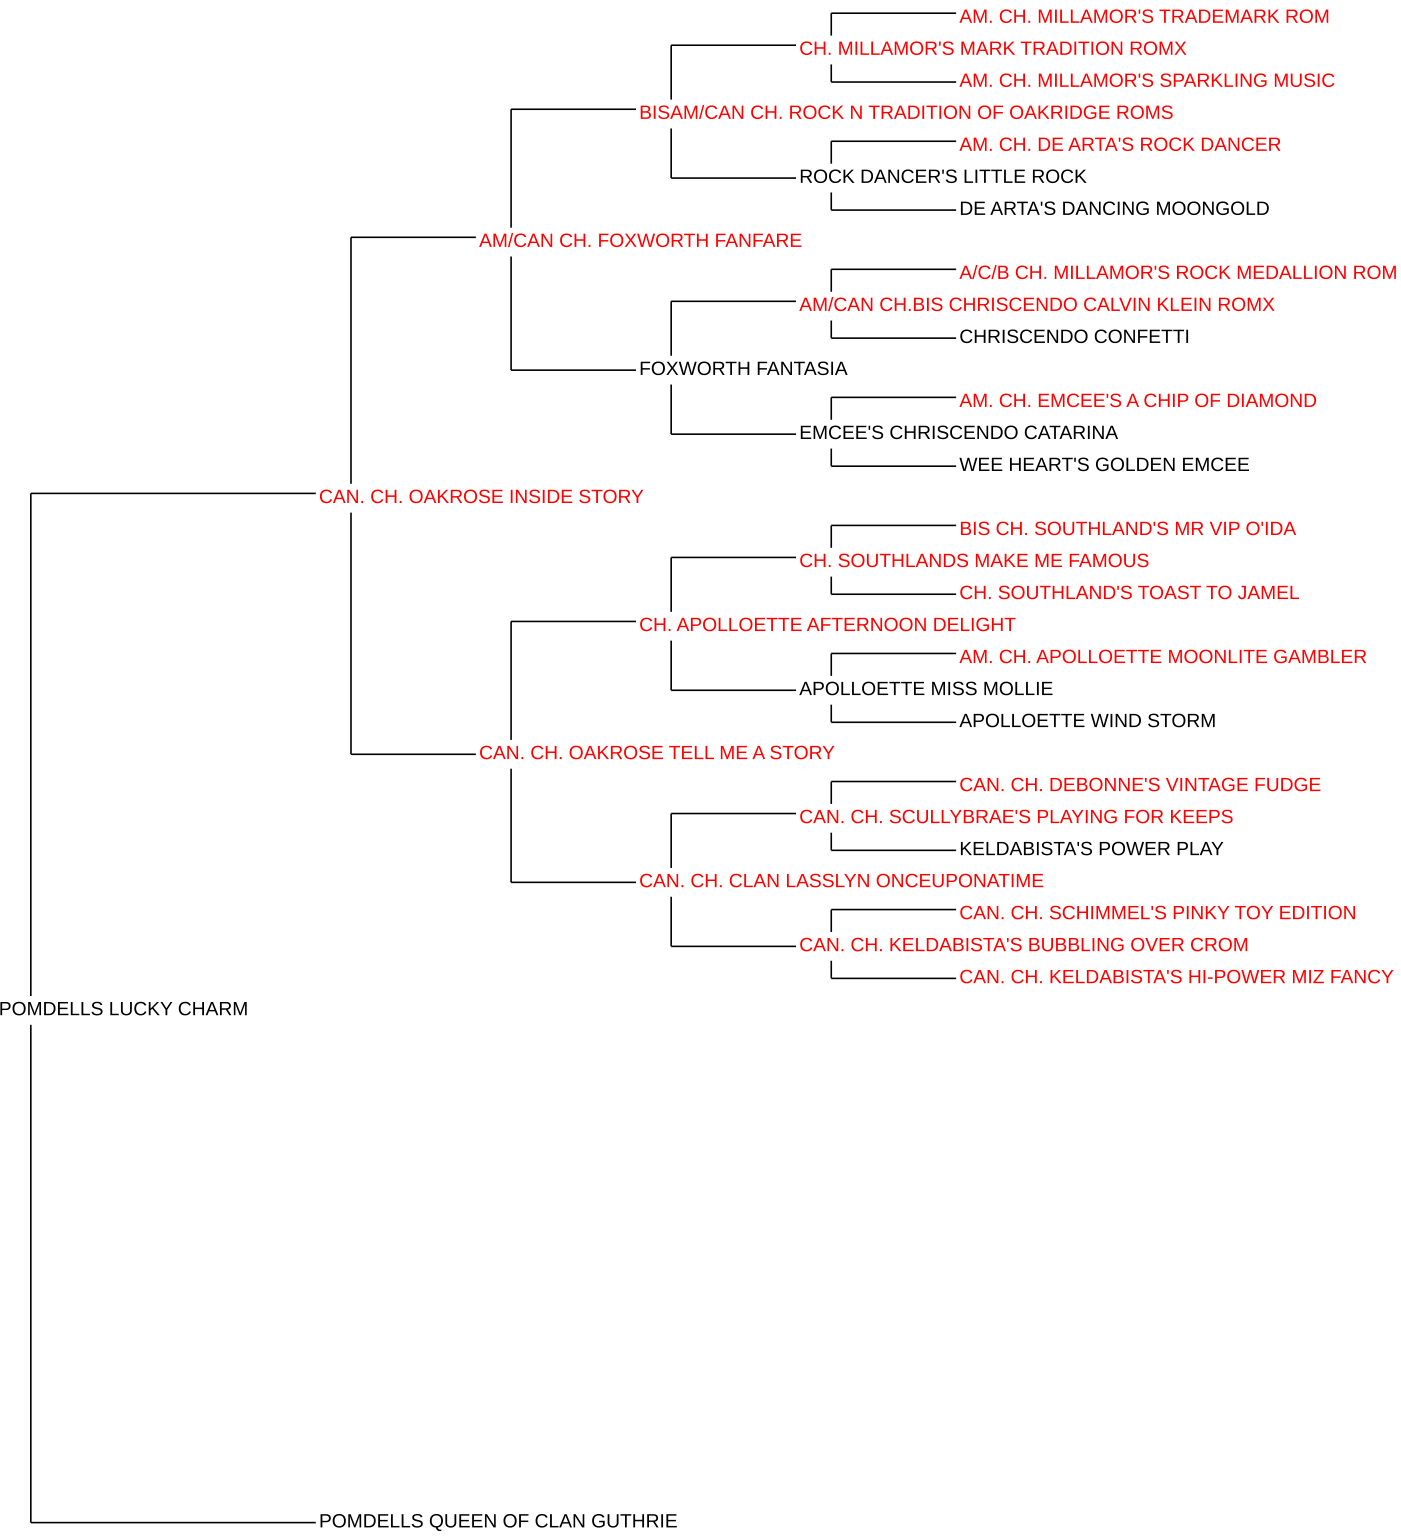 AM. CH. MILLAMOR'S TRADEMARK ROM
CH. MILLAMOR'S MARK TRADITION ROMX
AM. CH. MILLAMOR'S SPARKLING MUSIC
BISAM/CAN CH. ROCK N TRADITION OF OAKRIDGE ROMS
AM. CH. DE ARTA'S ROCK DANCER
ROCK DANCER'S LITTLE ROCK
DE ARTA'S DANCING MOONGOLD
AM/CAN CH. FOXWORTH FANFARE
A/C/B CH. MILLAMOR'S ROCK MEDALLION ROM
AM/CAN CH.BIS CHRISCENDO CALVIN KLEIN ROMX
CHRISCENDO CONFETTI
FOXWORTH FANTASIA
AM. CH. EMCEE'S A CHIP OF DIAMOND
EMCEE'S CHRISCENDO CATARINA
WEE HEART'S GOLDEN EMCEE
CAN. CH. OAKROSE INSIDE STORY
BIS CH. SOUTHLAND'S MR VIP O'IDA
CH. SOUTHLANDS MAKE ME FAMOUS
CH. SOUTHLAND'S TOAST TO JAMEL
CH. APOLLOETTE AFTERNOON DELIGHT
AM. CH. APOLLOETTE MOONLITE GAMBLER
APOLLOETTE MISS MOLLIE
APOLLOETTE WIND STORM
CAN. CH. OAKROSE TELL ME A STORY
CAN. CH. DEBONNE'S VINTAGE FUDGE
CAN. CH. SCULLYBRAE'S PLAYING FOR KEEPS
KELDABISTA'S POWER PLAY
CAN. CH. CLAN LASSLYN ONCEUPONATIME
CAN. CH. SCHIMMEL'S PINKY TOY EDITION
CAN. CH. KELDABISTA'S BUBBLING OVER CROM
CAN. CH. KELDABISTA'S HI-POWER MIZ FANCY
POMDELLS LUCKY CHARM
POMDELLS QUEEN OF CLAN GUTHRIE